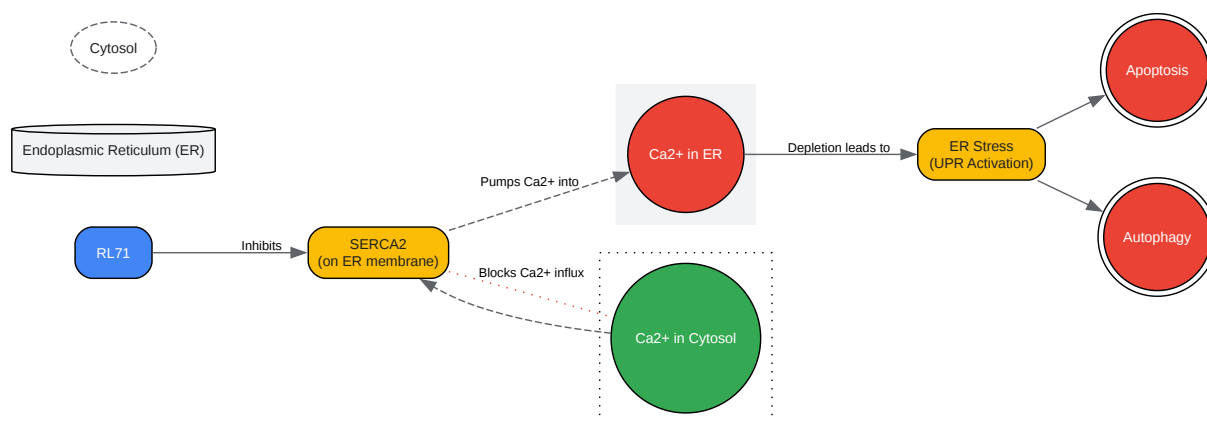 Cytosol
Endoplasmic Reticulum (ER)
RL71
Inhibits
SERCA2
(on ER membrane)
Pumps Ca2+ into
Blocks Ca2+ influx
Ca2+ in ER
Ca2+ in Cytosol
Depletion leads to
ER Stress
(UPR Activation)
Apoptosis
Autophagy